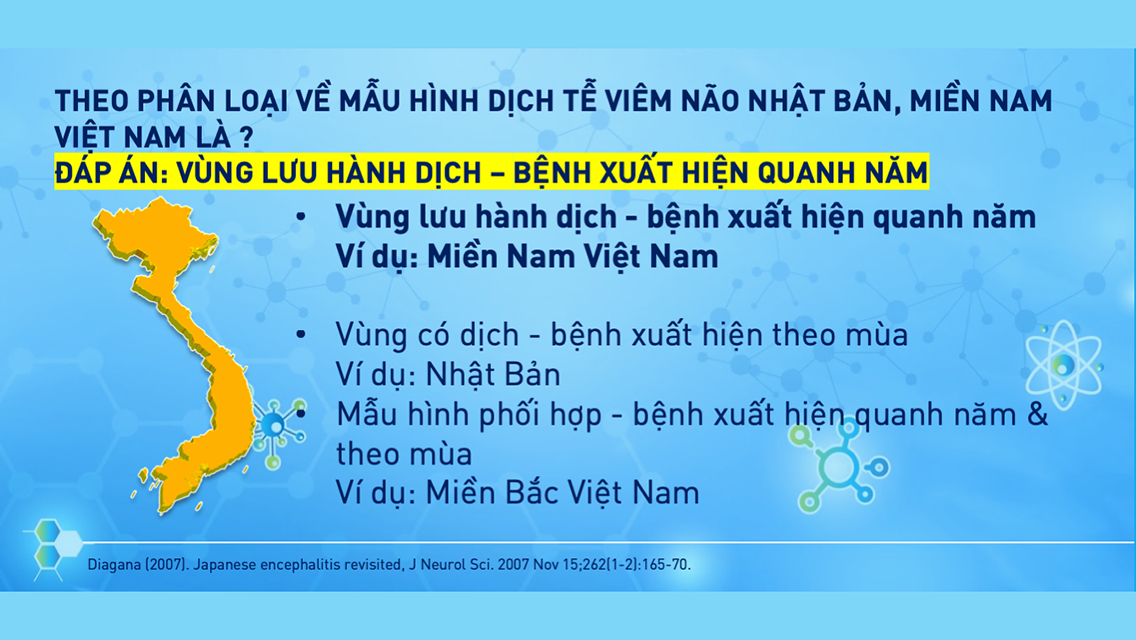 THEO PHÂN LOẠI VỀ MẪU HÌNH DỊCH TỄ VIÊM NÃO NHẬT BẢN, MIỀN NAM
VIỆT NAM LÀ ?
ĐÁP ÁN: VÙNG LƯU HÀNH DỊCH – BỆNH XUẤT HIỆN QUANH NĂM
• Vùng lưu hành dịch - bệnh xuất hiện quanh năm
Ví dụ: Miền Nam Việt Nam
• Vùng có dịch - bệnh xuất hiện theo mùa
Ví dụ: Nhật Bản
• Mẫu hình phối hợp - bệnh xuất hiện quanh năm &
theo mùa
Ví dụ: Miền Bắc Việt Nam
Diagana (2007). Japanese encephalitis revisited, J Neurol Sci. 2007 Nov 15;262(1-2):165-70.